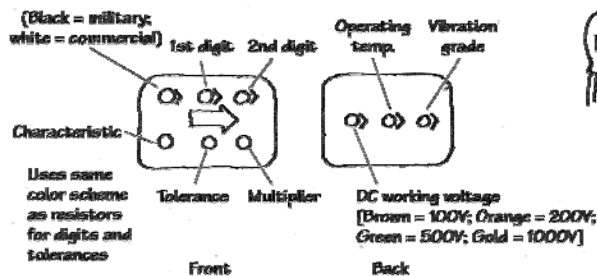 (Black = military;
white = commercial)
1st digit
2nd digit
Operating
temp.
Vibration
grade
Characteristic
Uses same
color scheme
as resistors
for digits and
tolerances
Tolerance
Multiplier
DC working voltage
[Brown = 100V; Orange = 200V;
Green = 500V; Gold = 1000V]
Front
Back